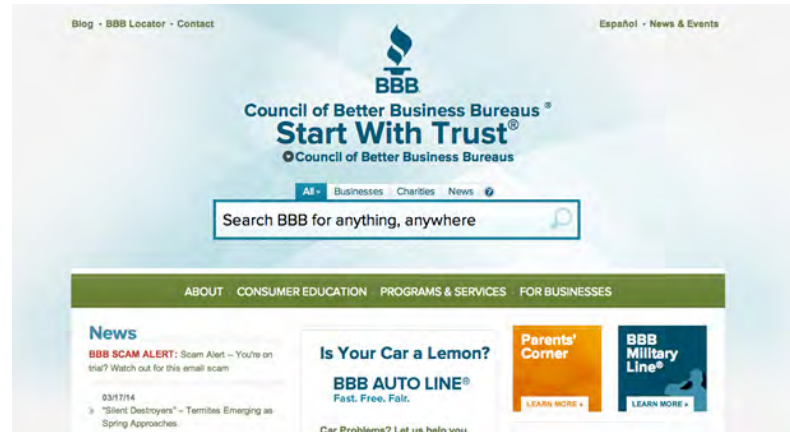 Blog · BBB Locator · Contact
Español · News & Events
BBB
Council of Better Business Bureaus ®
Start With Trust®
Council of Better Business Bureaus
All Businesses Charities News ?
Search BBB for anything, anywhere
ABOUT · CONSUMER EDUCATION · PROGRAMS & SERVICES · FOR BUSINESSES
News
BBB SCAM ALERT: Scam Alert – You're on
trial? Watch out for this email scam
03/17/14
"Silent Destroyers" – Termites Emerging as
Spring Approaches
Is Your Car a Lemon?
BBB AUTO LINE®
Fast. Free. Fair.
Car Problems? Let us help you
Parents'
Corner
LEARN MORE »
BBB
Military
Line®
LEARN MORE »